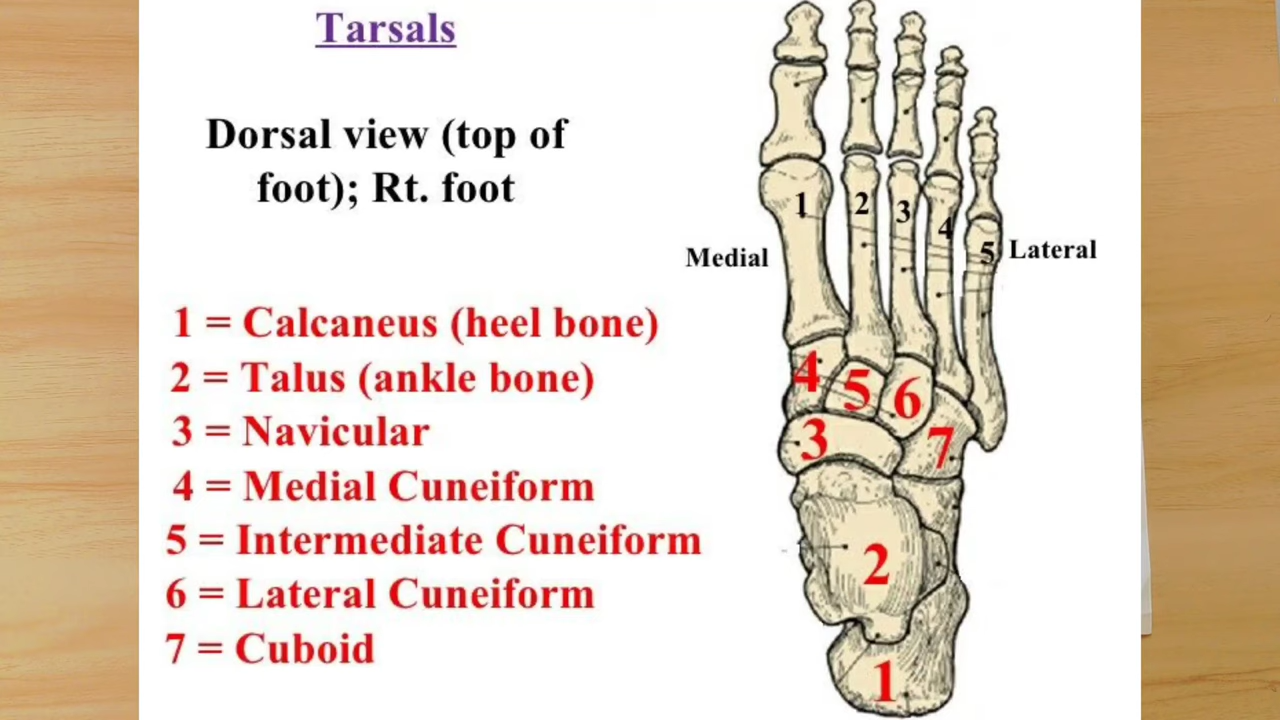 Tarsals
Dorsal view (top of
foot); Rt. foot
1 = Calcaneus (heel bone)
2 = Talus (ankle bone)
3 = Navicular
4 = Medial Cuneiform
5 = Intermediate Cuneiform
6 = Lateral Cuneiform
7 = Cuboid
1
2
3
4
5
Medial
Lateral
4
5
6
3
7
2
1